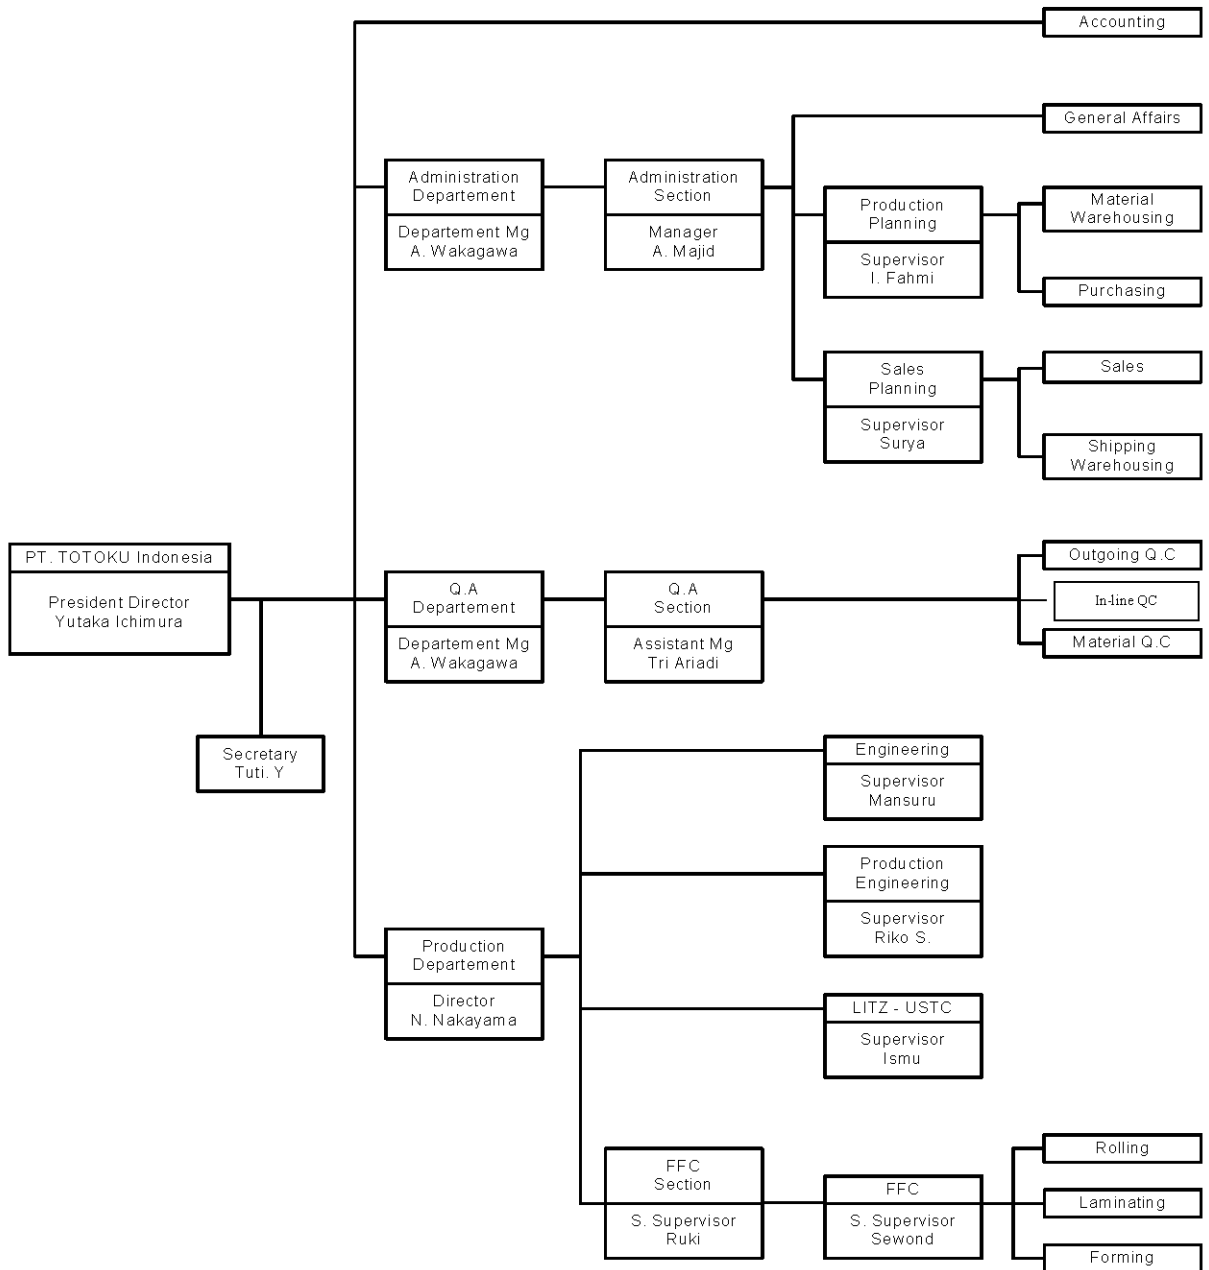 Accounting
General Affairs
Administration
Departement
Departement Mg
A. Wakagawa
Administration
Section
Manager
A. Majid
Production
Planning
Supervisor
I. Fahmi
Material
Warehousing
Purchasing
Sales
Planning
Supervisor
Surya
Sales
Shipping
Warehousing
PT. TOTOKU Indonesia
President Director
Yutaka Ichimura
Secretary
Tuti. Y
Q.A
Departement
Departement Mg
A. Wakagawa
Q.A
Section
Assistant Mg
Tri Ariadi
Outgoing Q.C
In-line QC
Material Q.C
Production
Departement
Director
N. Nakayama
Engineering
Supervisor
Mansuru
Production
Engineering
Supervisor
Riko S.
LITZ - USTC
Supervisor
Ismu
FFC
Section
S. Supervisor
Ruki
FFC
S. Supervisor
Sewond
Rolling
Laminating
Forming